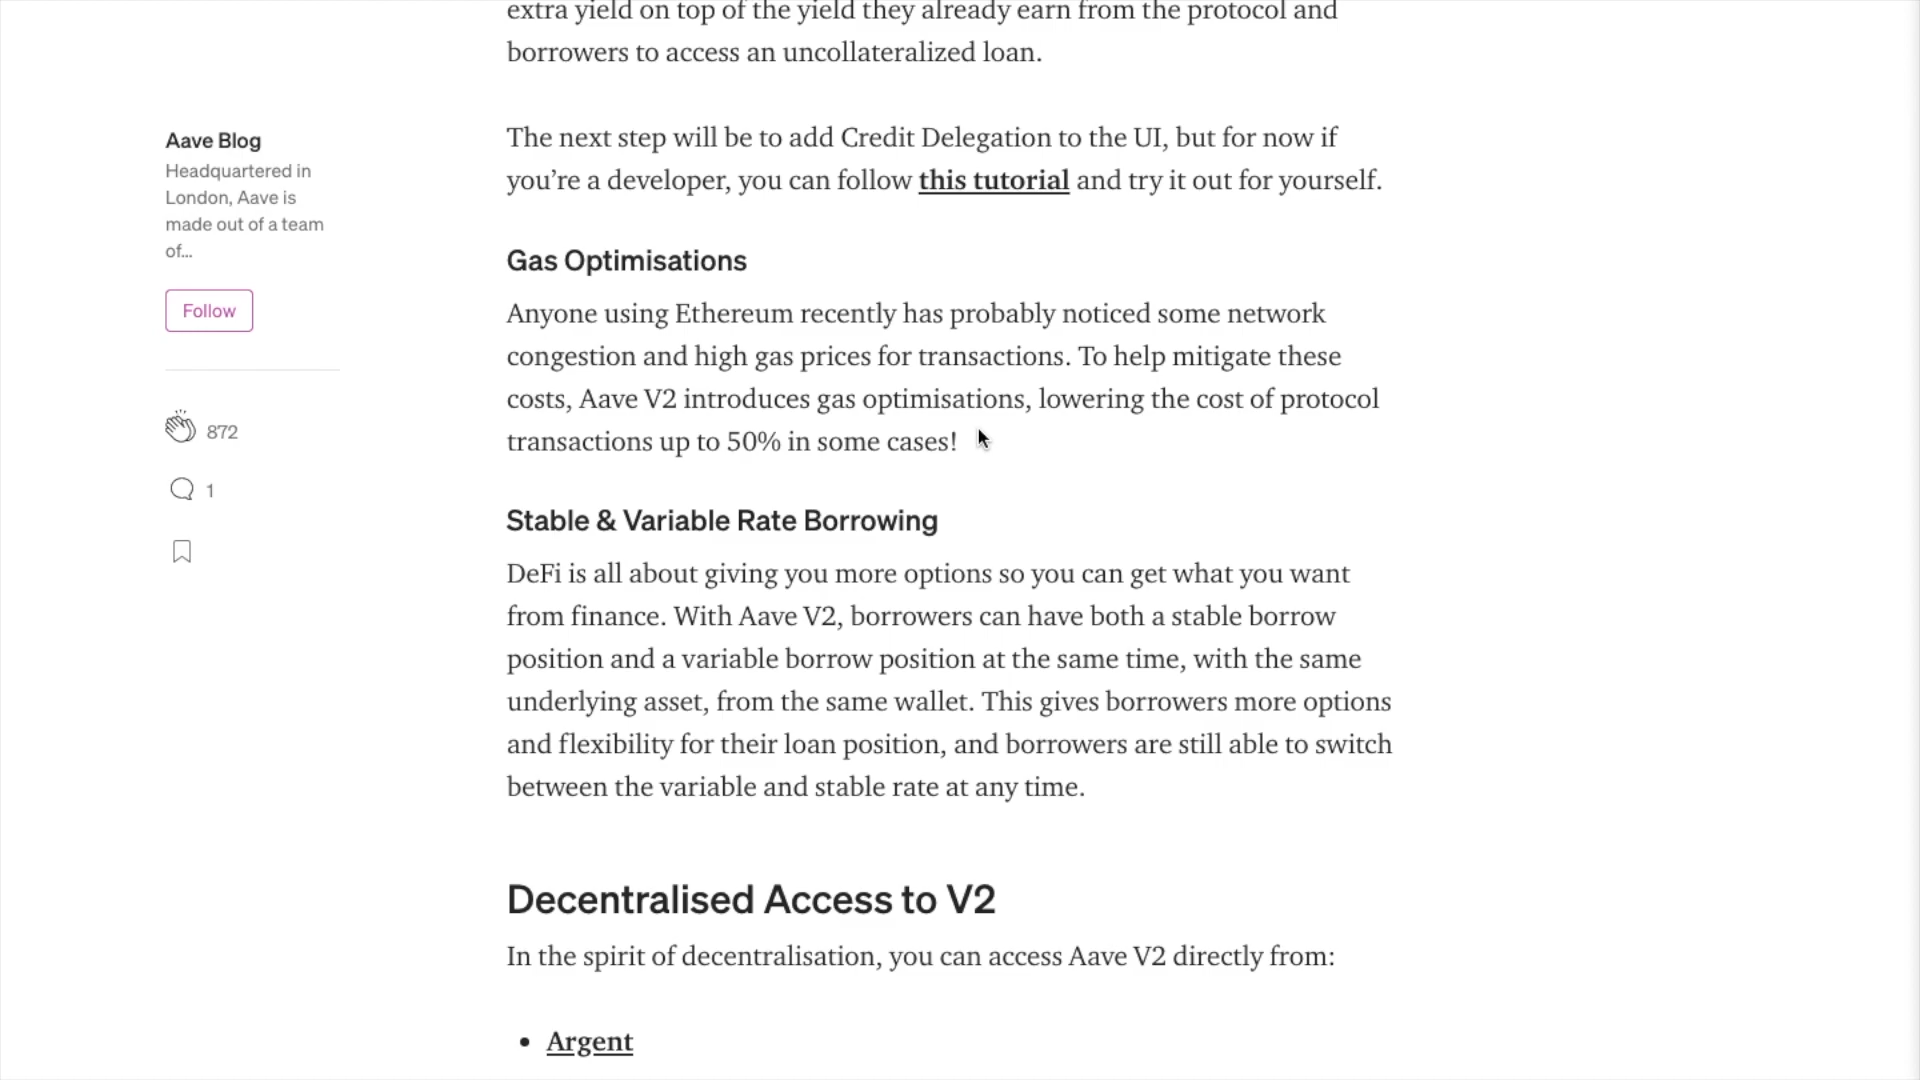 extra yield on top of the yield they already earn from the protocol and
borrowers to access an uncollateralized loan.
Aave Blog
Headquartered in
London, Aave is
made out of a team
of...
Follow
872
1
The next step will be to add Credit Delegation to the UI, but for now if
you’re a developer, you can follow this tutorial and try it out for yourself.
Gas Optimisations
Anyone using Ethereum recently has probably noticed some network
congestion and high gas prices for transactions. To help mitigate these
costs, Aave V2 introduces gas optimisations, lowering the cost of protocol
transactions up to 50% in some cases!
Stable & Variable Rate Borrowing
DeFi is all about giving you more options so you can get what you want
from finance. With Aave V2, borrowers can have both a stable borrow
position and a variable borrow position at the same time, with the same
underlying asset, from the same wallet. This gives borrowers more options
and flexibility for their loan position, and borrowers are still able to switch
between the variable and stable rate at any time.
Decentralised Access to V2
In the spirit of decentralisation, you can access Aave V2 directly from:
• Argent